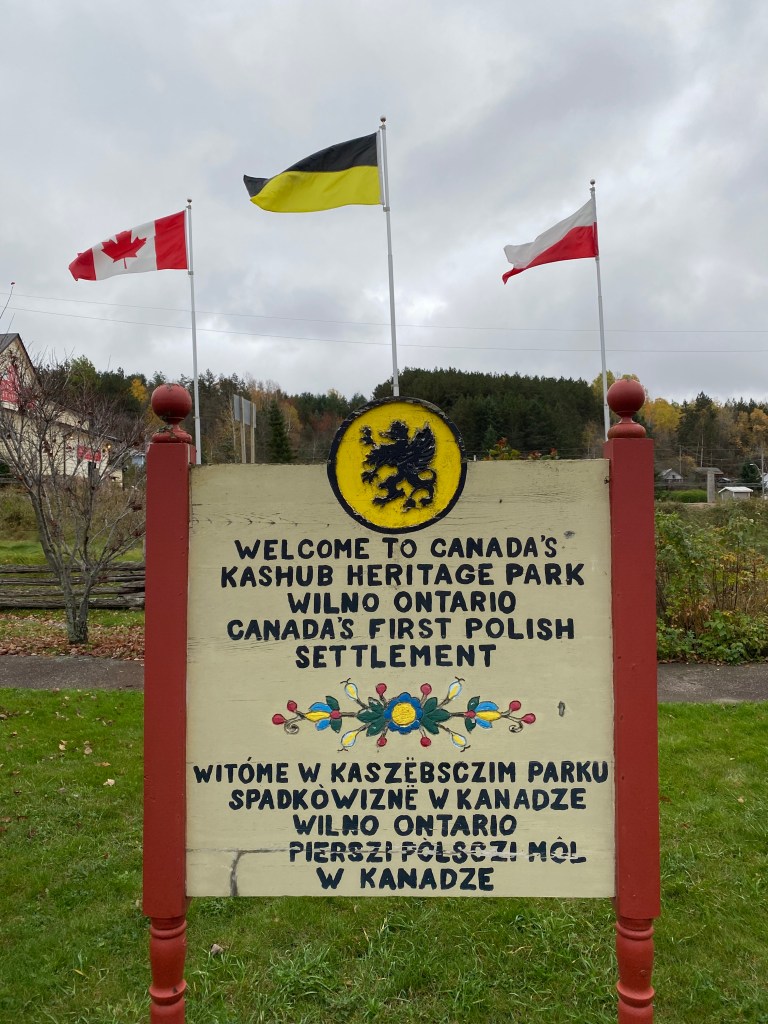 WELCOME TO CANADA'S
KASHUB HERITAGE PARK
WILNO ONTARIO
CANADA'S FIRST POLISH
SETTLEMENT
WITÓME W KASZËBSCZIM PARKU
SPADKÒWIZNË W KANADZE
WILNO ONTARIO
PIERSZI PÒLSCZI MÔL
W KANADZE